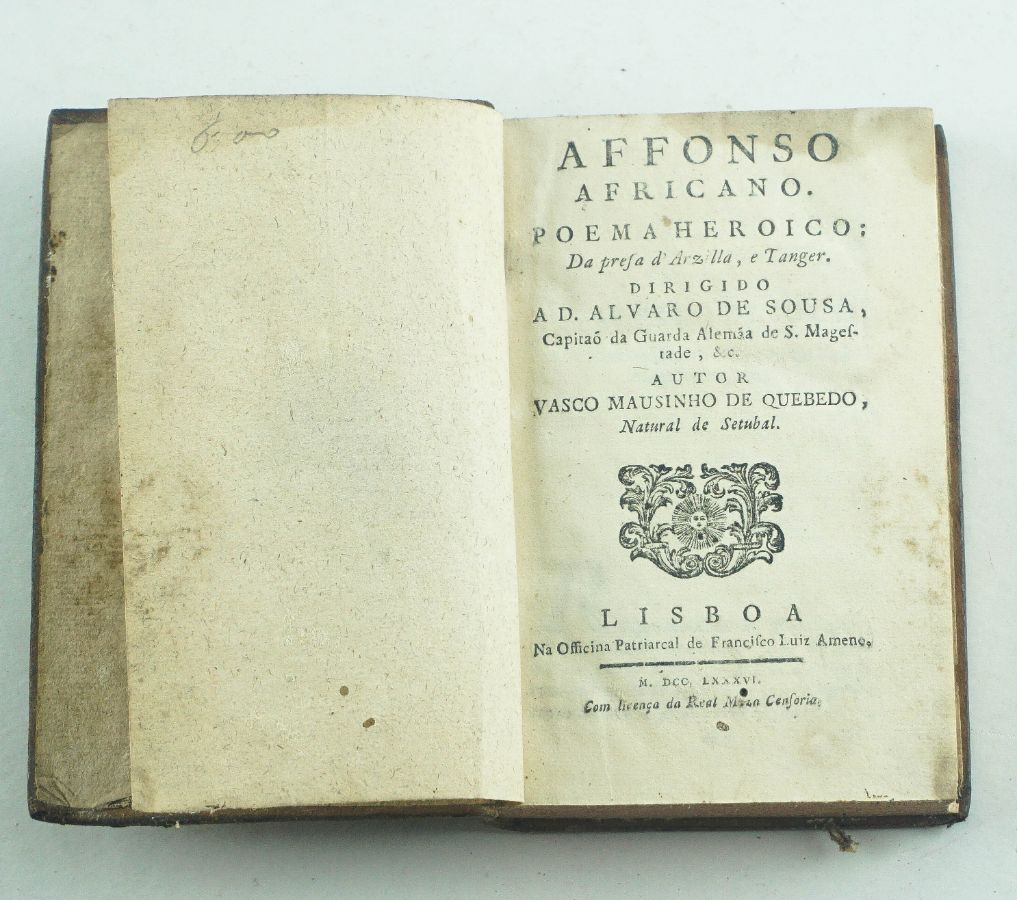 6:00
AFFONSO
AFRICANO.
POEMA HEROICO:
Da preſa d'Arzilla, e Tanger.
DIRIGIDO
A D. ALVARO DE SOUSA,
Capitaõ da Guarda Alemãa de S. Mageſ-
tade, &c.
AUTOR
VASCO MAUSINHO DE QUEBEDO,
Natural de Setubal.
LISBOA
Na Officina Patriarcal de Franciſco Luiz Ameno.
M. DCC. LXXXVI.
Com licença da Real Meza Cenſoria.